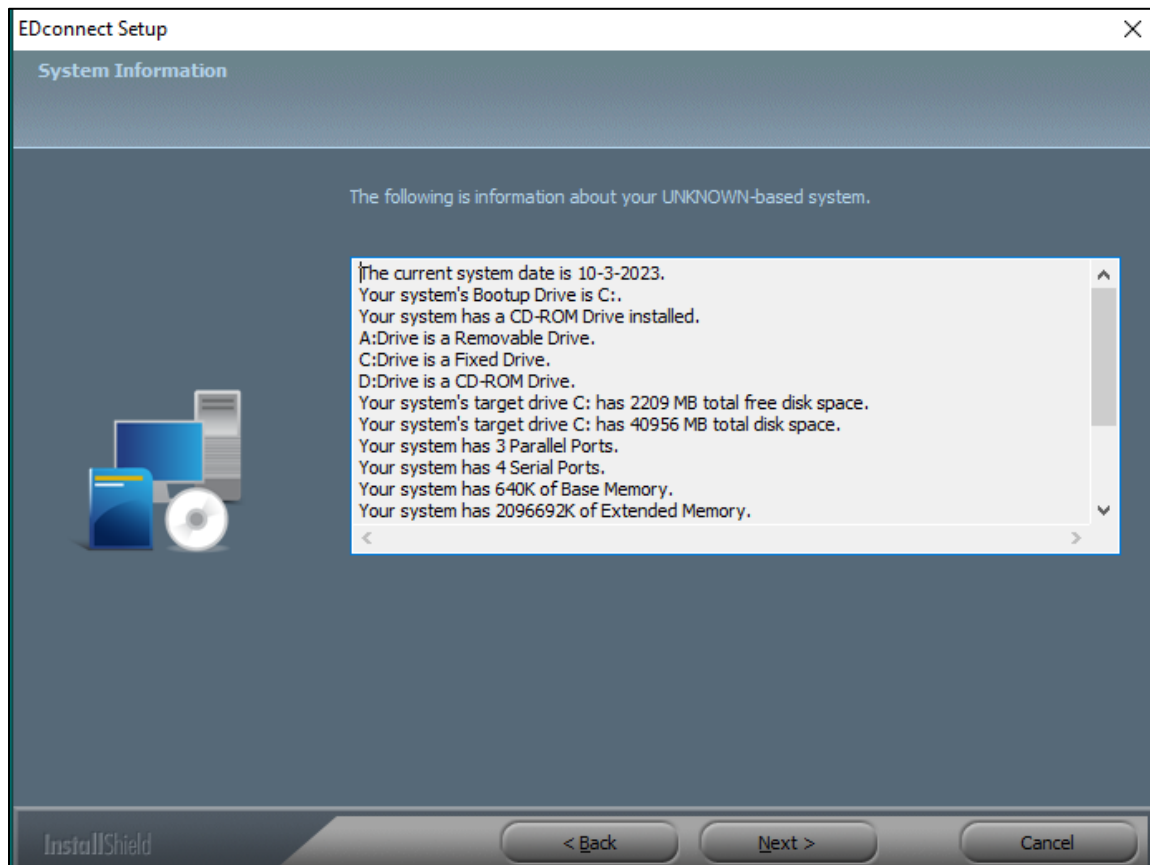 EDconnect Setup
System Information
The following is information about your UNKNOWN-based system.
The current system date is 10-3-2023.
Your system's Bootup Drive is C:.
Your system has a CD-ROM Drive installed.
A:Drive is a Removable Drive.
C:Drive is a Fixed Drive.
D:Drive is a CD-ROM Drive.
Your system's target drive C: has 2209 MB total free disk space.
Your system's target drive C: has 40956 MB total disk space.
Your system has 3 Parallel Ports.
Your system has 4 Serial Ports.
Your system has 640K of Base Memory.
Your system has 2096692K of Extended Memory.
InstallShield
< Back
Next >
Cancel